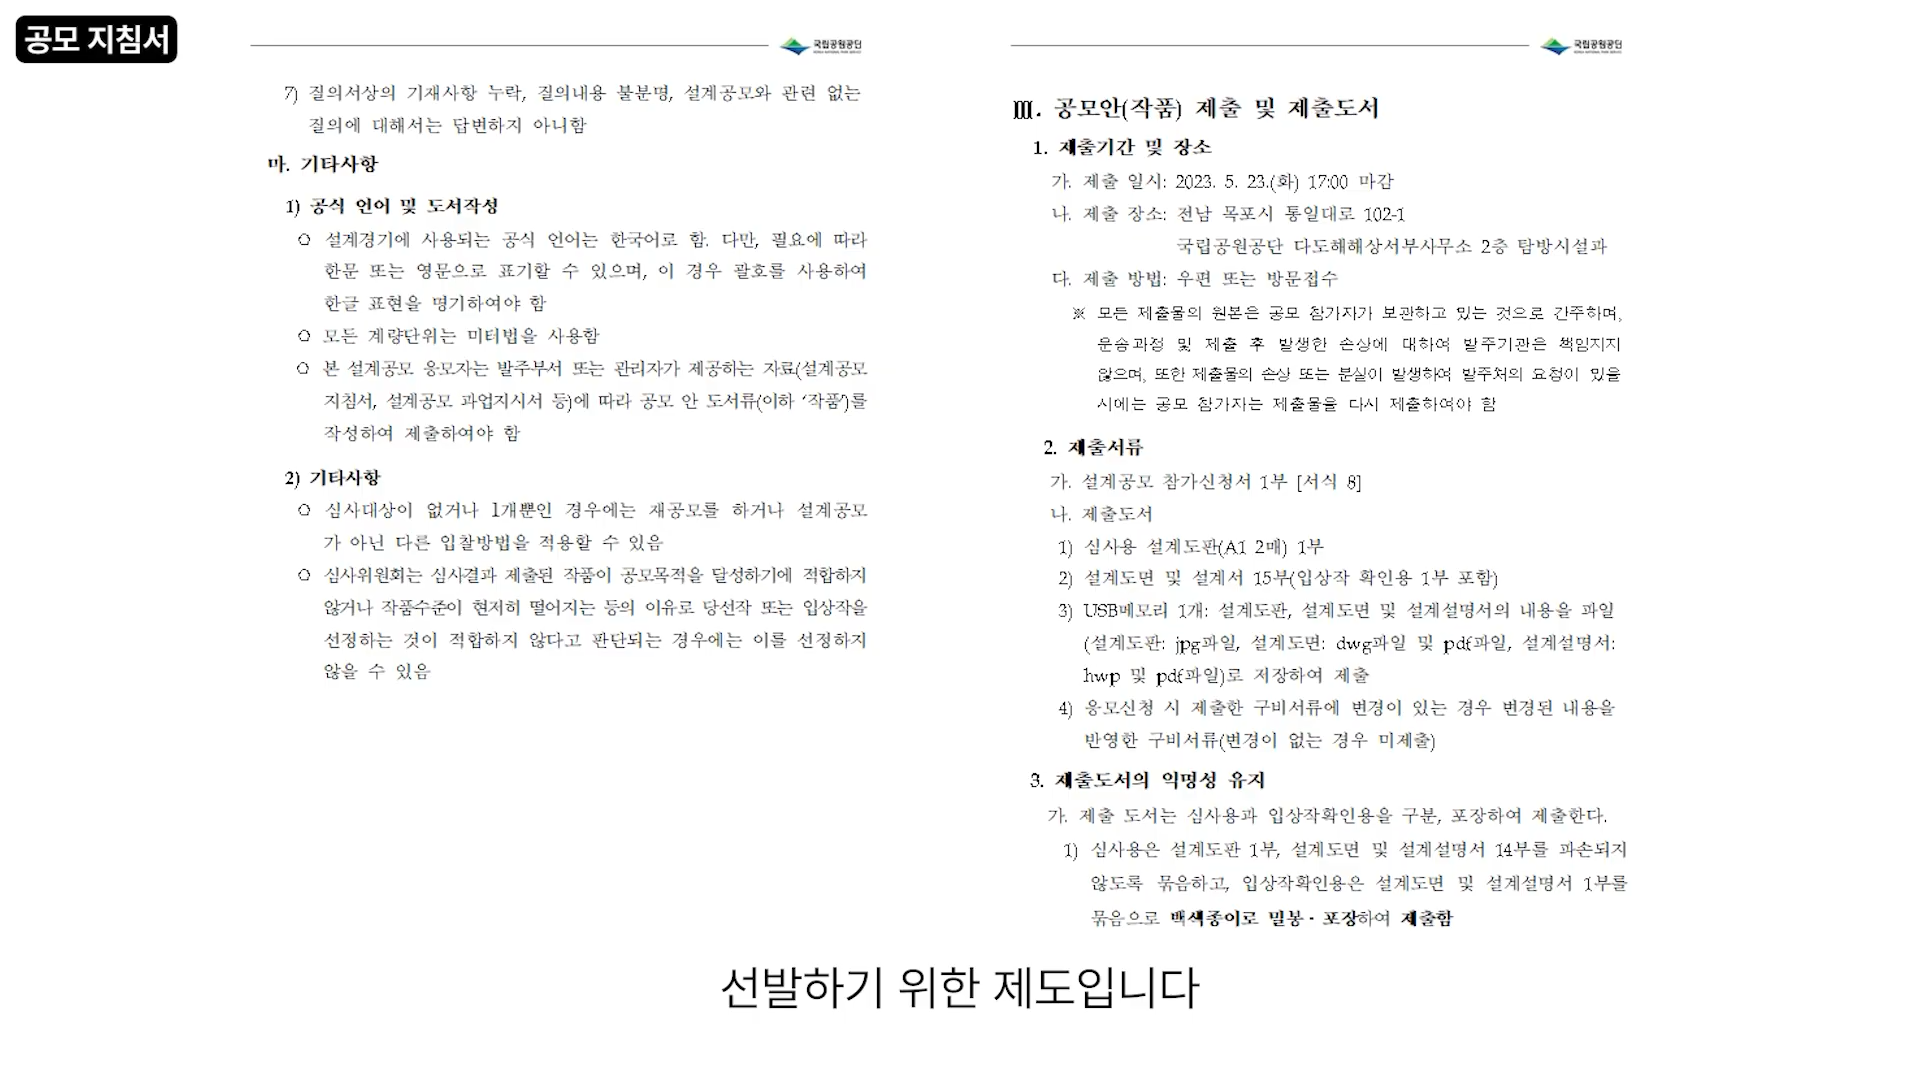 공모 지침서
국립공원공단
7) 질의서상의 기재사항 누락, 질의내용 불분명, 설계공모와 관련 없는
질의에 대해서는 답변하지 아니함
마. 기타사항
1) 공식 언어 및 도서작성
○ 설계경기에 사용되는 공식 언어는 한국어로 함. 다만, 필요에 따라
한문 또는 영문으로 표기할 수 있으며, 이 경우 괄호를 사용하여
한글 표현을 명기하여야 함
○ 모든 계량단위는 미터법을 사용함
○ 본 설계공모 응모자는 발주부서 또는 관리자가 제공하는 자료(설계공모
지침서, 설계공모 과업지시서 등)에 따라 공모 안 도서류(이하 ‘작품’)를
작성하여 제출하여야 함
2) 기타사항
○ 심사대상이 없거나 1개뿐인 경우에는 재공모를 하거나 설계공모
가 아닌 다른 입찰방법을 적용할 수 있음
○ 심사위원회는 심사결과 제출된 작품이 공모목적을 달성하기에 적합하지
않거나 작품수준이 현저히 떨어지는 등의 이유로 당선작 또는 입상작을
선정하는 것이 적합하지 않다고 판단되는 경우에는 이를 선정하지
않을 수 있음
국립공원공단
Ⅲ. 공모안(작품) 제출 및 제출도서
1. 제출기간 및 장소
가. 제출 일시: 2023. 5. 23.(화) 17:00 마감
나. 제출 장소: 전남 목포시 통일대로 102-1
국립공원공단 다도해해상서부사무소 2층 탐방시설과
다. 제출 방법: 우편 또는 방문접수
※ 모든 제출물의 원본은 공모 참가자가 보관하고 있는 것으로 간주하며,
운송과정 및 제출 후 발생한 손상에 대하여 발주기관은 책임지지
않으며, 또한 제출물의 손상 또는 분실이 발생하여 발주처의 요청이 있을
시에는 공모 참가자는 제출물을 다시 제출하여야 함
2. 제출서류
가. 설계공모 참가신청서 1부 [서식 8]
나. 제출도서
1) 심사용 설계도판(A1 2매) 1부
2) 설계도면 및 설계서 15부(입상작 확인용 1부 포함)
3) USB메모리 1개: 설계도판, 설계도면 및 설계설명서의 내용을 파일
(설계도판: jpg파일, 설계도면: dwg파일 및 pdf파일, 설계설명서:
hwp 및 pdf파일)로 저장하여 제출
4) 응모신청 시 제출한 구비서류에 변경이 있는 경우 변경된 내용을
반영한 구비서류(변경이 없는 경우 미제출)
3. 제출도서의 익명성 유지
가. 제출 도서는 심사용과 입상작확인용을 구분, 포장하여 제출한다.
1) 심사용은 설계도판 1부, 설계도면 및 설계설명서 14부를 파손되지
않도록 묶음하고, 입상작확인용은 설계도면 및 설계설명서 1부를
묶음으로 백색종이로 밀봉·포장하여 제출함
선발하기 위한 제도입니다